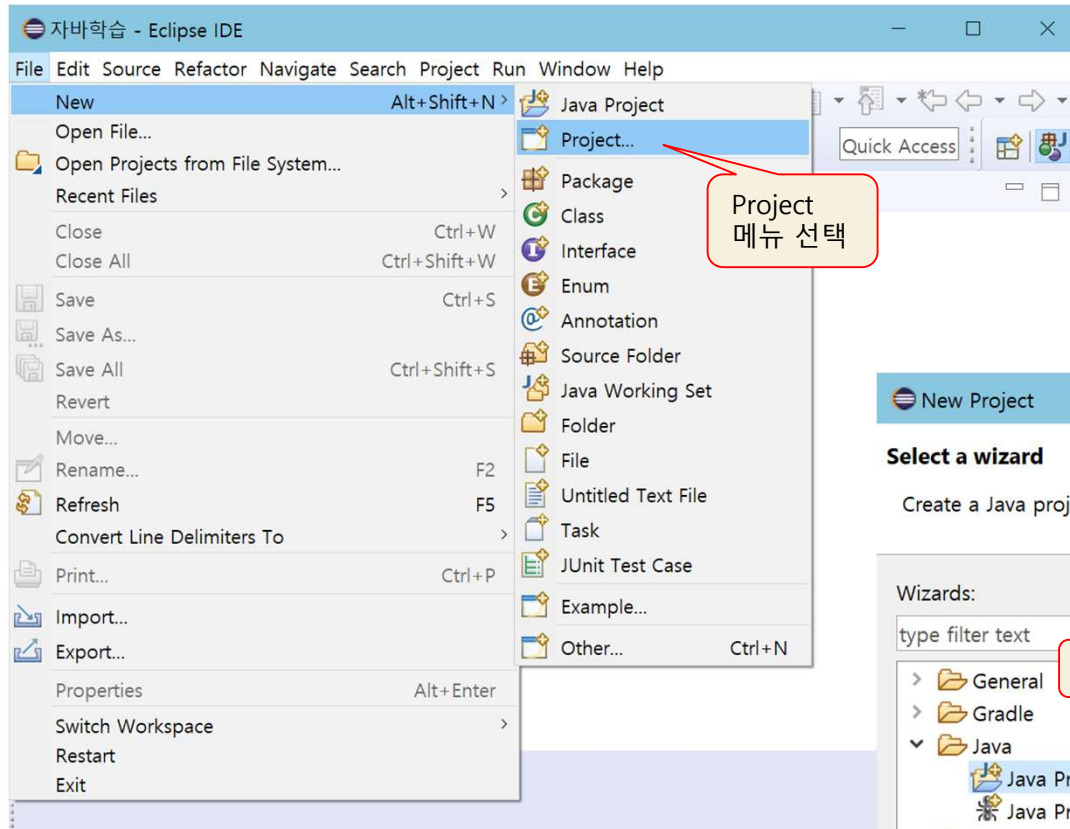 자바학습 - Eclipse IDE
File Edit Source Refactor Navigate Search Project Run Window Help
New Alt+Shift+N
Open File...
Open Projects from File System...
Recent Files
Close Ctrl+W
Close All Ctrl+Shift+W
Save Ctrl+S
Save As...
Save All Ctrl+Shift+S
Revert
Move...
Rename... F2
Refresh F5
Convert Line Delimiters To
Print... Ctrl+P
Import...
Export...
Properties Alt+Enter
Switch Workspace
Restart
Exit
Java Project
Project...
Package
Class
Interface
Enum
Annotation
Source Folder
Java Working Set
Folder
File
Untitled Text File
Task
JUnit Test Case
Example...
Other... Ctrl+N
Project
메뉴 선택
Quick Access
New Project
Select a wizard
Create a Java
Wizards:
type filter text
General
Gradle
Java
Java
Java